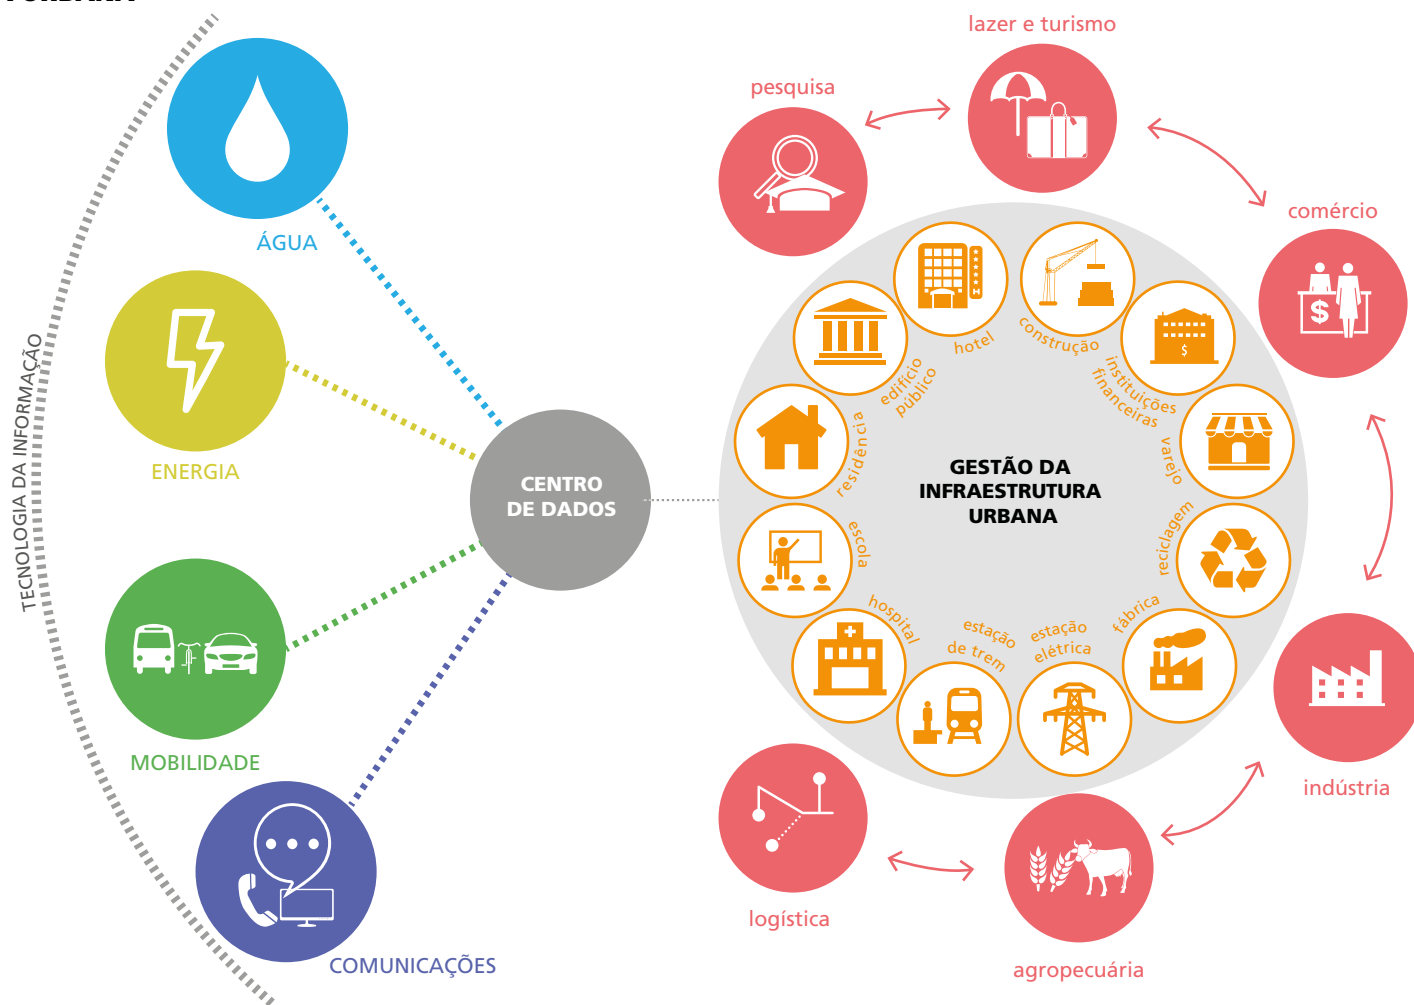 TECNOLOGIA DA INFORMAÇÃO
ÁGUA
ENERGIA
MOBILIDADE
COMUNICAÇÕES
CENTRO
DE DADOS
pesquisa
lazer e turismo
comércio
indústria
agropecuária
logística
hotel
construção
instituições
financeiras
$
varejo
reciclagem
fábrica
estação
elétrica
estação
de trem
hospital
escola
residência
edifício
público
GESTÃO DA
INFRAESTRUTURA
URBANA
$
H